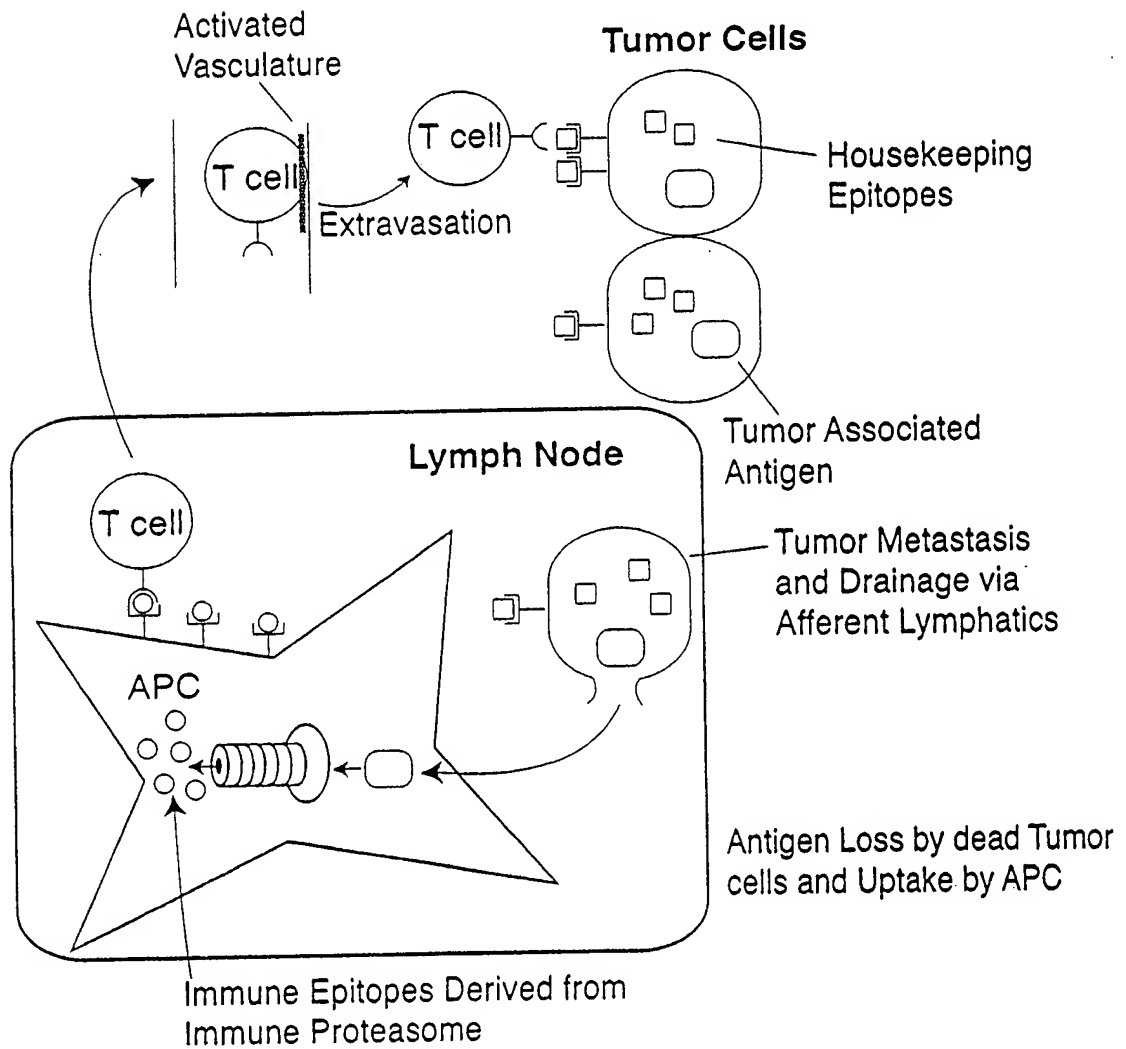 Activated
Vasculature
Tumor Cells
T cell
T cell
Housekeeping
Epitopes
Extravasation
Tumor Associated
Antigen
Lymph Node
T cell
Tumor Metastasis
and Drainage via
Afferent Lymphatics
APC
Antigen Loss by dead Tumor
cells and Uptake by APC
Immune Epitopes Derived from
Immune Proteasome